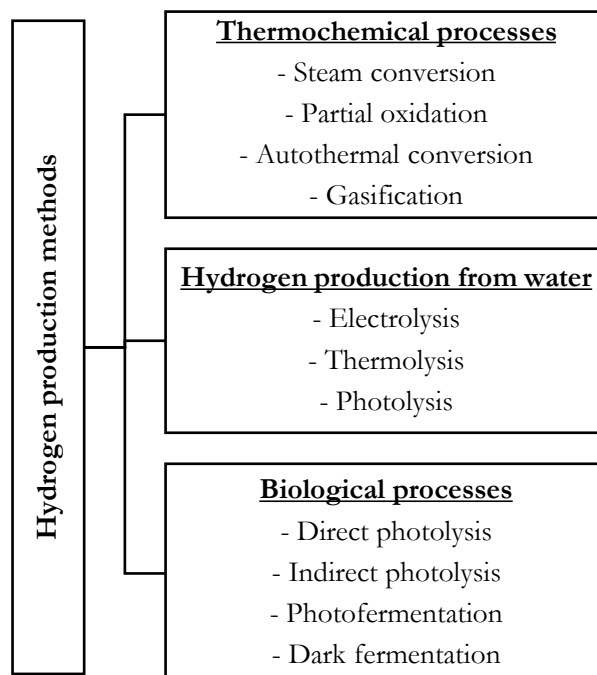 Hydrogen production methods
Thermochemical processes
- Steam conversion
- Partial oxidation
- Autothermal conversion
- Gasification
Hydrogen production from water
- Electrolysis
- Thermolysis
- Photolysis
Biological processes
- Direct photolysis
- Indirect photolysis
- Photofermentation
- Dark fermentation